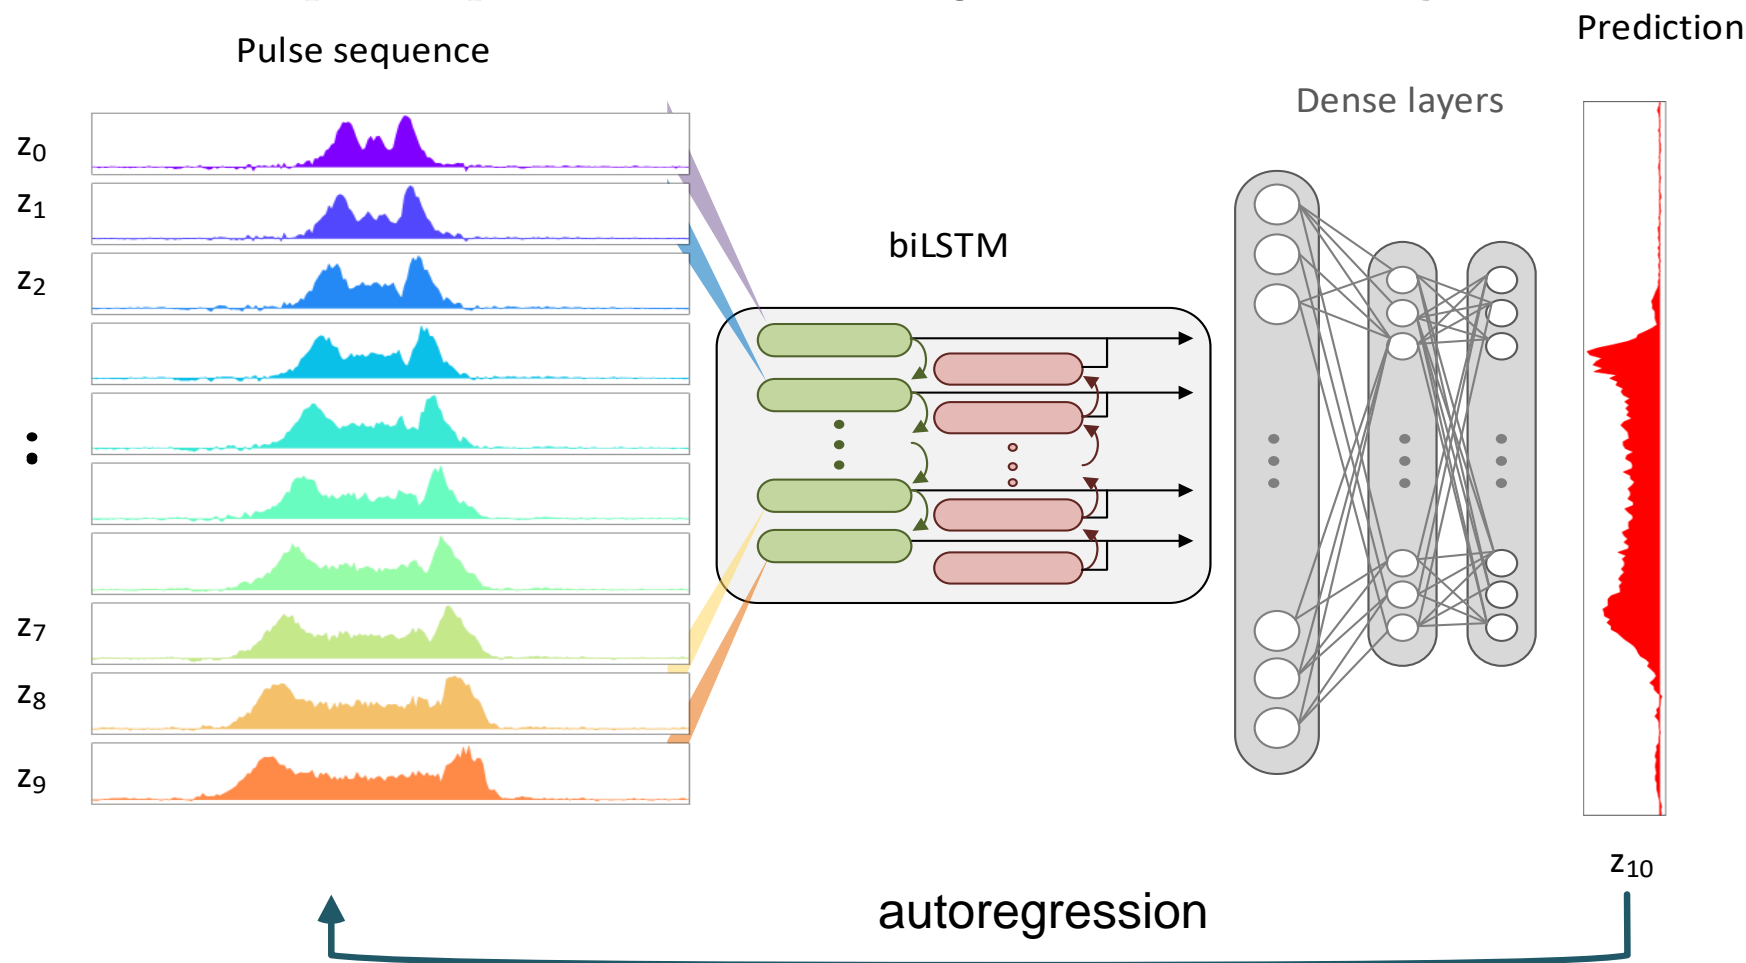 Prediction
Pulse sequence
Dense layers
z0
z1
z2
biLSTM
z7
z8
z9
z10
autoregression